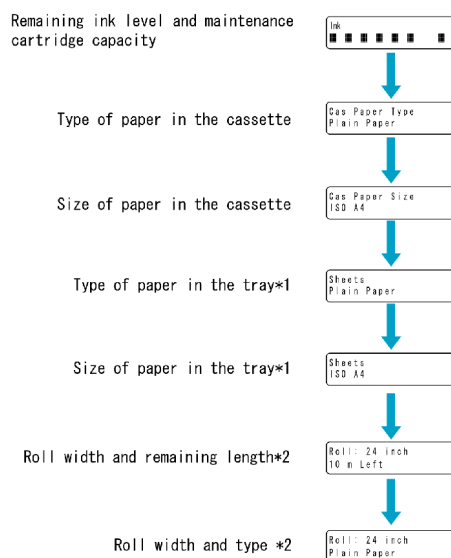 Remaining ink level and maintenance
cartridge capacity
Ink
Type of paper in the cassette
Cas Paper Type
Plain Paper
Size of paper in the cassette
Cas Paper Size
ISO A4
Type of paper in the tray*1
Sheets
Plain Paper
Size of paper in the tray*1
Sheets
ISO A4
Roll width and remaining length*2
Roll: 24 inch
10 m Left
Roll width and type *2
Roll: 24 inch
Plain Paper